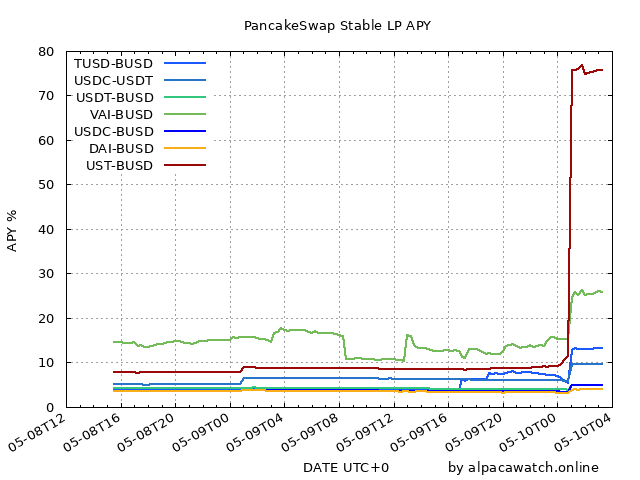 PancakeSwap Stable LP APY
80
70
60
50
40
30
20
10
0
APY %
TUSD-BUSD
USDC-USDT
USDT-BUSD
VAI-BUSD
USDC-BUSD
DAI-BUSD
UST-BUSD
05-08T12
05-08T16
05-08T20
05-09T00
05-09T04
05-09T08
05-09T12
05-09T16
05-09T20
05-10T00
05-10T04
DATE UTC+0
by alpacawatch.online